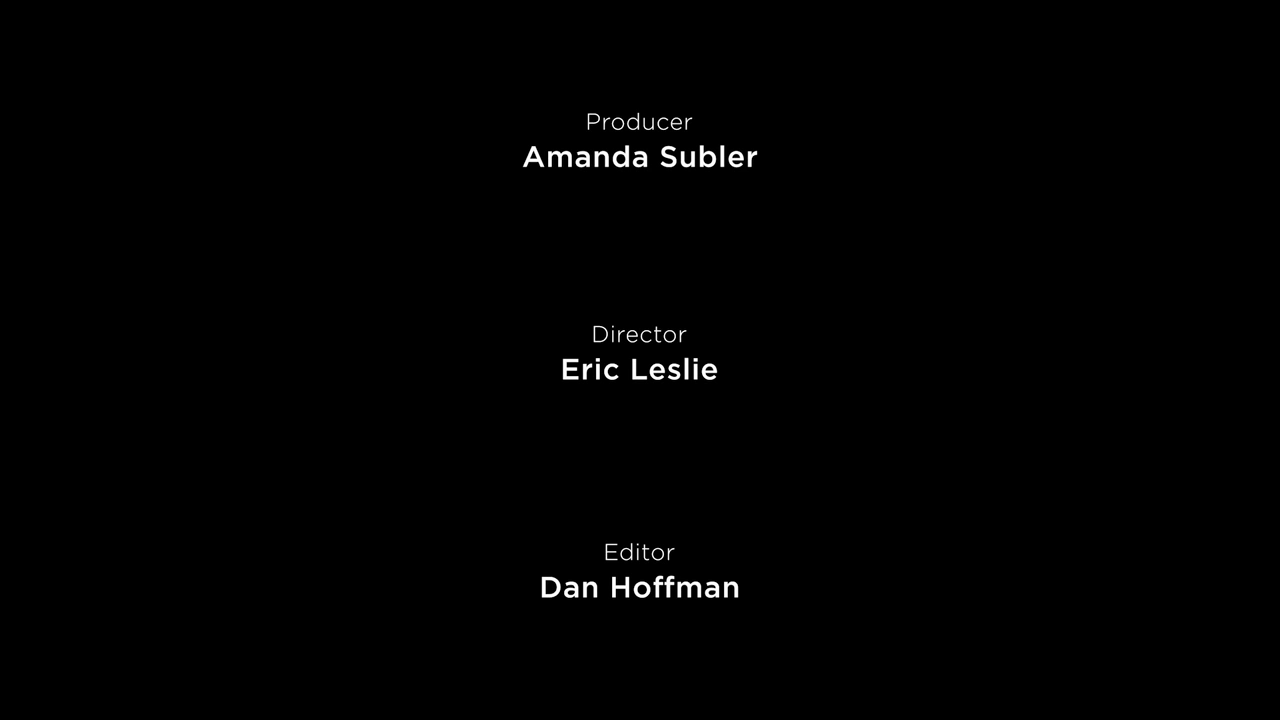 Producer
Amanda Subler
Director
Eric Leslie
Editor
Dan Hoffman